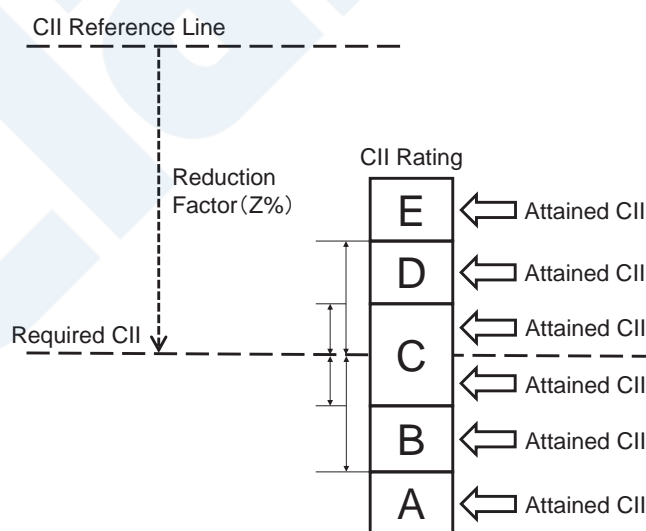 CII Reference Line
CII Rating
Reduction
Factor（Z%）
E
Attained CII
D
Attained CII
Required CII
Attained CII
C
Attained CII
B
Attained CII
A
Attained CII